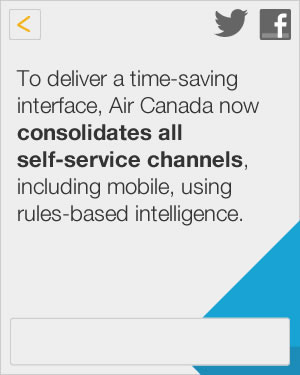 To deliver a time-saving
interface, Air Canada now
consolidates all
self-service channels,
including mobile, using
rules-based intelligence.